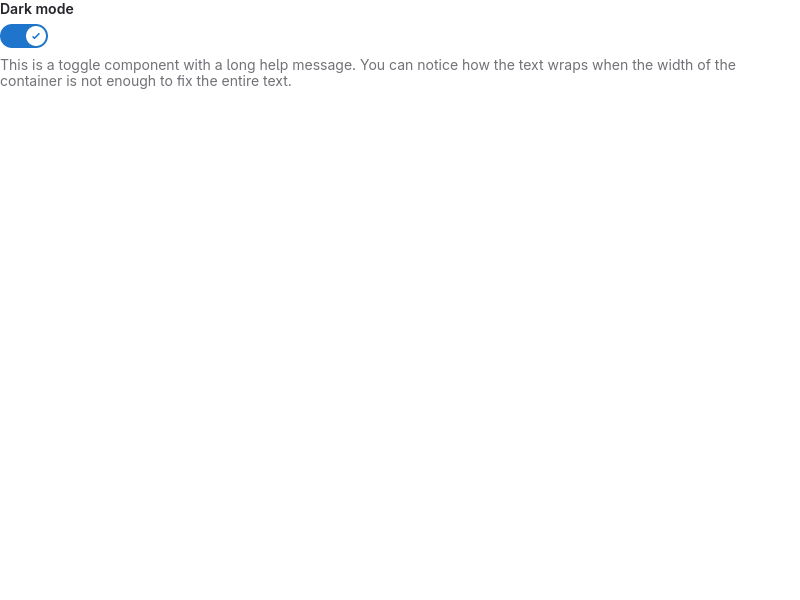 Dark mode
This is a toggle component with a long help message. You can notice how the text wraps when the width of the
container is not enough to fix the entire text.